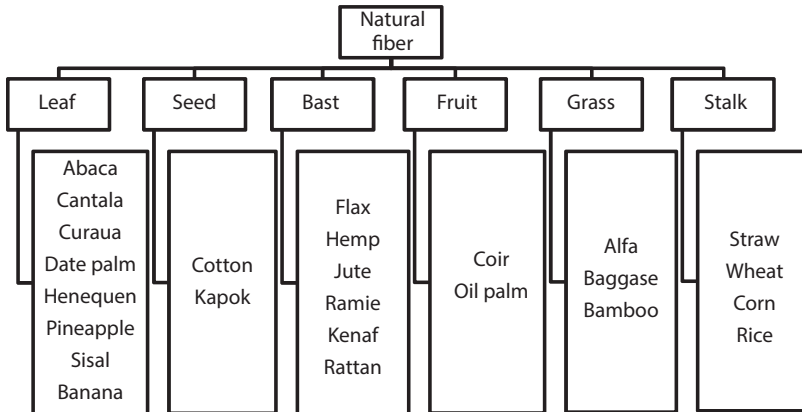 Natural
fiber
Leaf
Seed
Bast
Fruit
Grass
Stalk
Abaca
Cantala
Curaua
Date palm
Henequen
Pineapple
Sisal
Banana
Cotton
Kapok
Flax
Hemp
Jute
Ramie
Kenaf
Rattan
Coir
Oil palm
Alfa
Baggase
Bamboo
Straw
Wheat
Corn
Rice